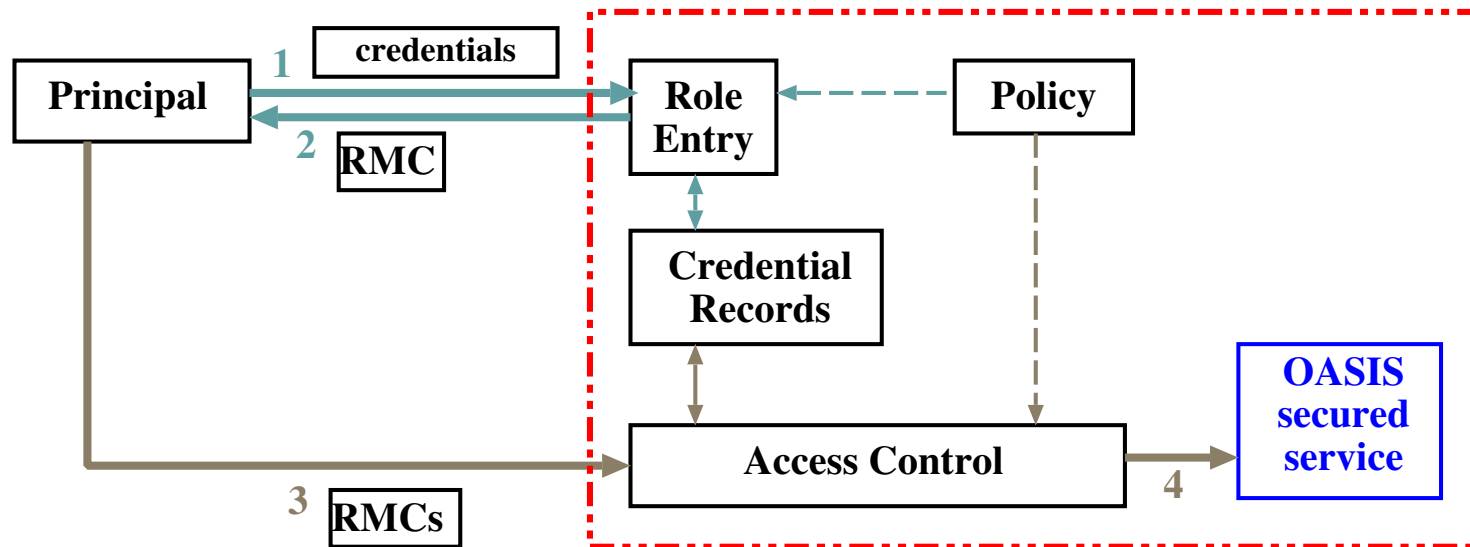 1
credentials
Principal
Role
Entry
Policy
2
RMC
Credential
Records
OASIS
secured
service
Access Control
3
RMCs
4